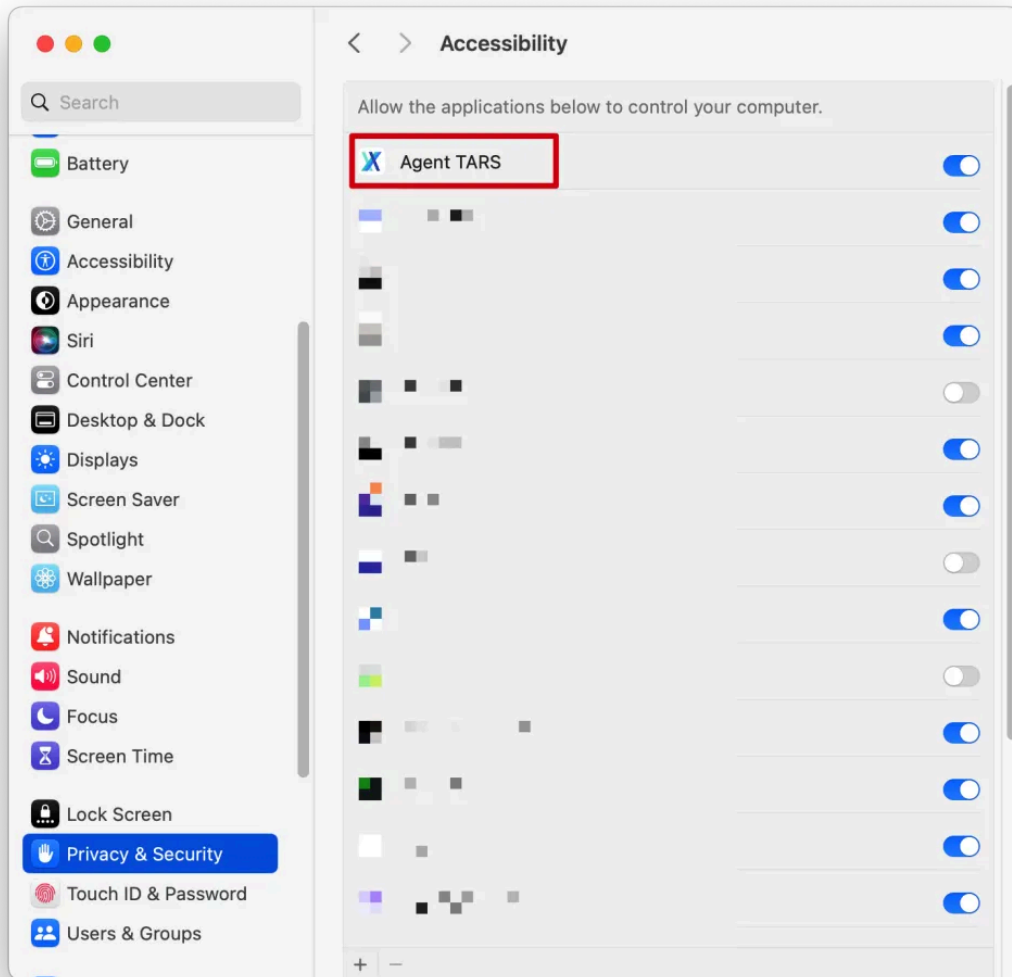 Accessibility
Search
Allow the applications below to control your computer.
Agent TARS
Battery
General
Accessibility
Appearance
Siri
Control Center
Desktop & Dock
Displays
Screen Saver
Spotlight
Wallpaper
Notifications
Sound
Focus
Screen Time
Lock Screen
Privacy & Security
Touch ID & Password
Users & Groups